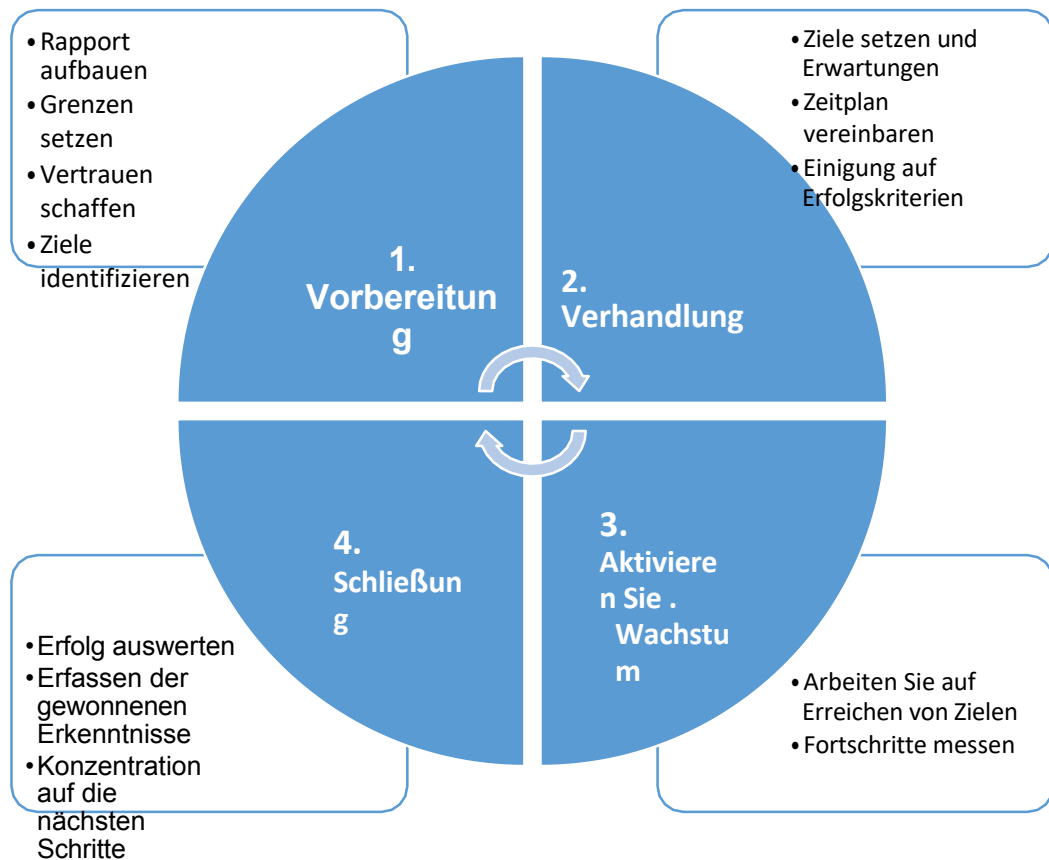 • Rapport
aufbauen
• Grenzen
setzen
• Vertrauen
schaffen
• Ziele
identifizieren
• Ziele setzen und
Erwartungen
• Zeitplan
vereinbaren
• Einigung auf
Erfolgskriterien
1.
Vorbereitun
g
2.
Verhandlung
4.
Schließun
g
3.
Aktiviere
n Sie .
Wachstu
m
• Erfolg auswerten
• Erfassen der
gewonnenen
Erkenntnisse
• Konzentration
auf die
nächsten
Schritte
• Arbeiten Sie auf
Erreichen von Zielen
• Fortschritte messen